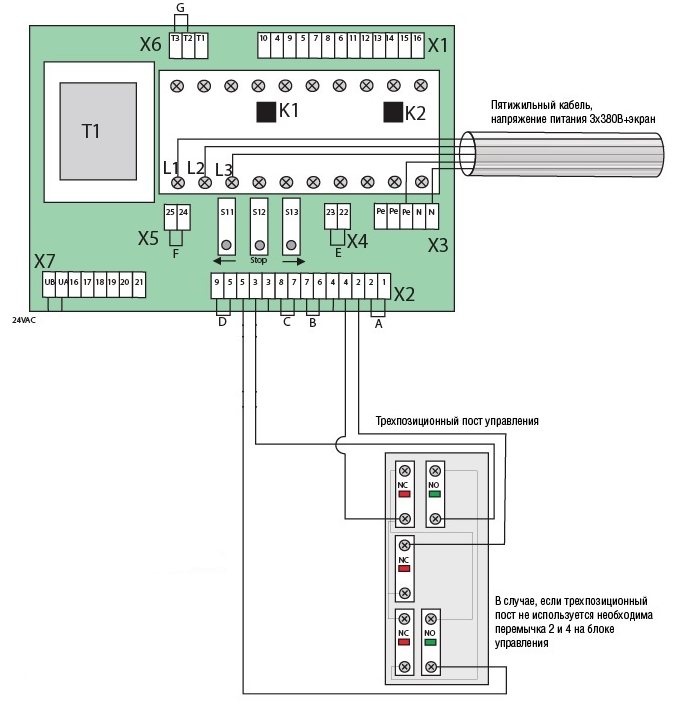 G
X6
T3 T2 T1
10 4 9 5 7 8 6 11 12 13 14 15 16
X1
T1
K1
K2
L1 L2 L3
Пятижильный кабель,
напряжение питания 3x380В+экран
25 24
X5
F
S11 S12 S13
Stop
23 22
X4
E
Pe Pe Pe N N
X3
X7
UB UA 16 17 18 19 20 21
24VAC
9 5 5 3 3 8 7 7 6 4 4 2 2 1
X2
D C B A
Трехпозиционный пост управления
NC NO
NC
NC NO
В случае, если трехпозиционный
пост не используется необходима
перемычка 2 и 4 на блоке
управления